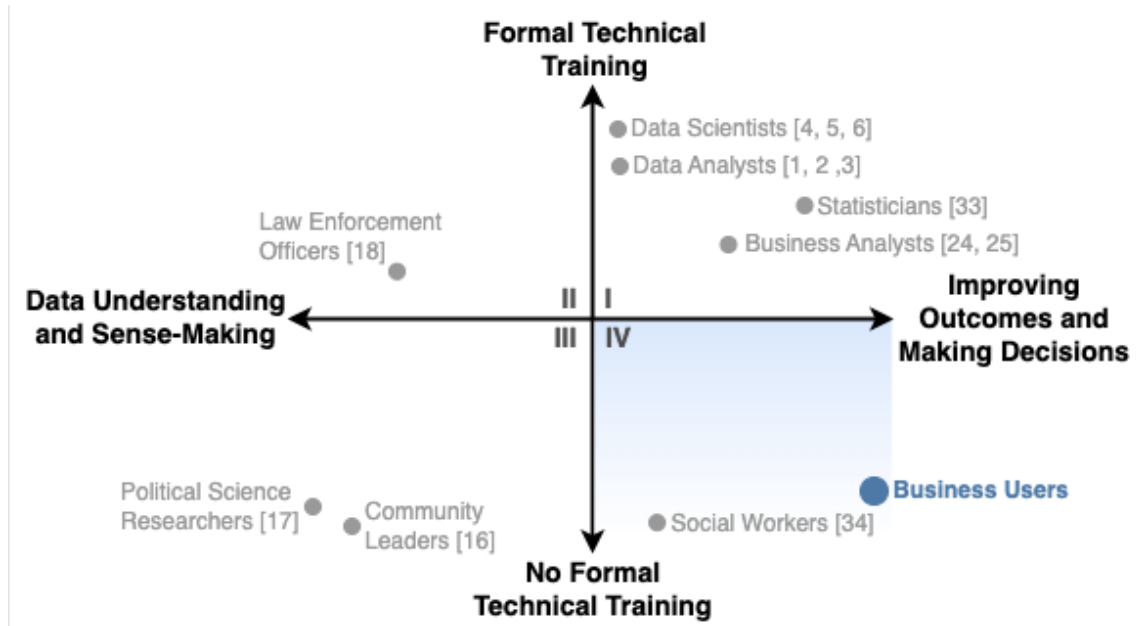 Formal Technical
Training
Data Scientists [4, 5, 6]
Data Analysts [1, 2 ,3]
Statisticians [33]
Business Analysts [24, 25]
Law Enforcement
Officers [18]
Data Understanding
and Sense-Making
II I
III IV
Improving
Outcomes and
Making Decisions
Political Science
Researchers [17]
Community
Leaders [16]
Business Users
Social Workers [34]
No Formal
Technical Training